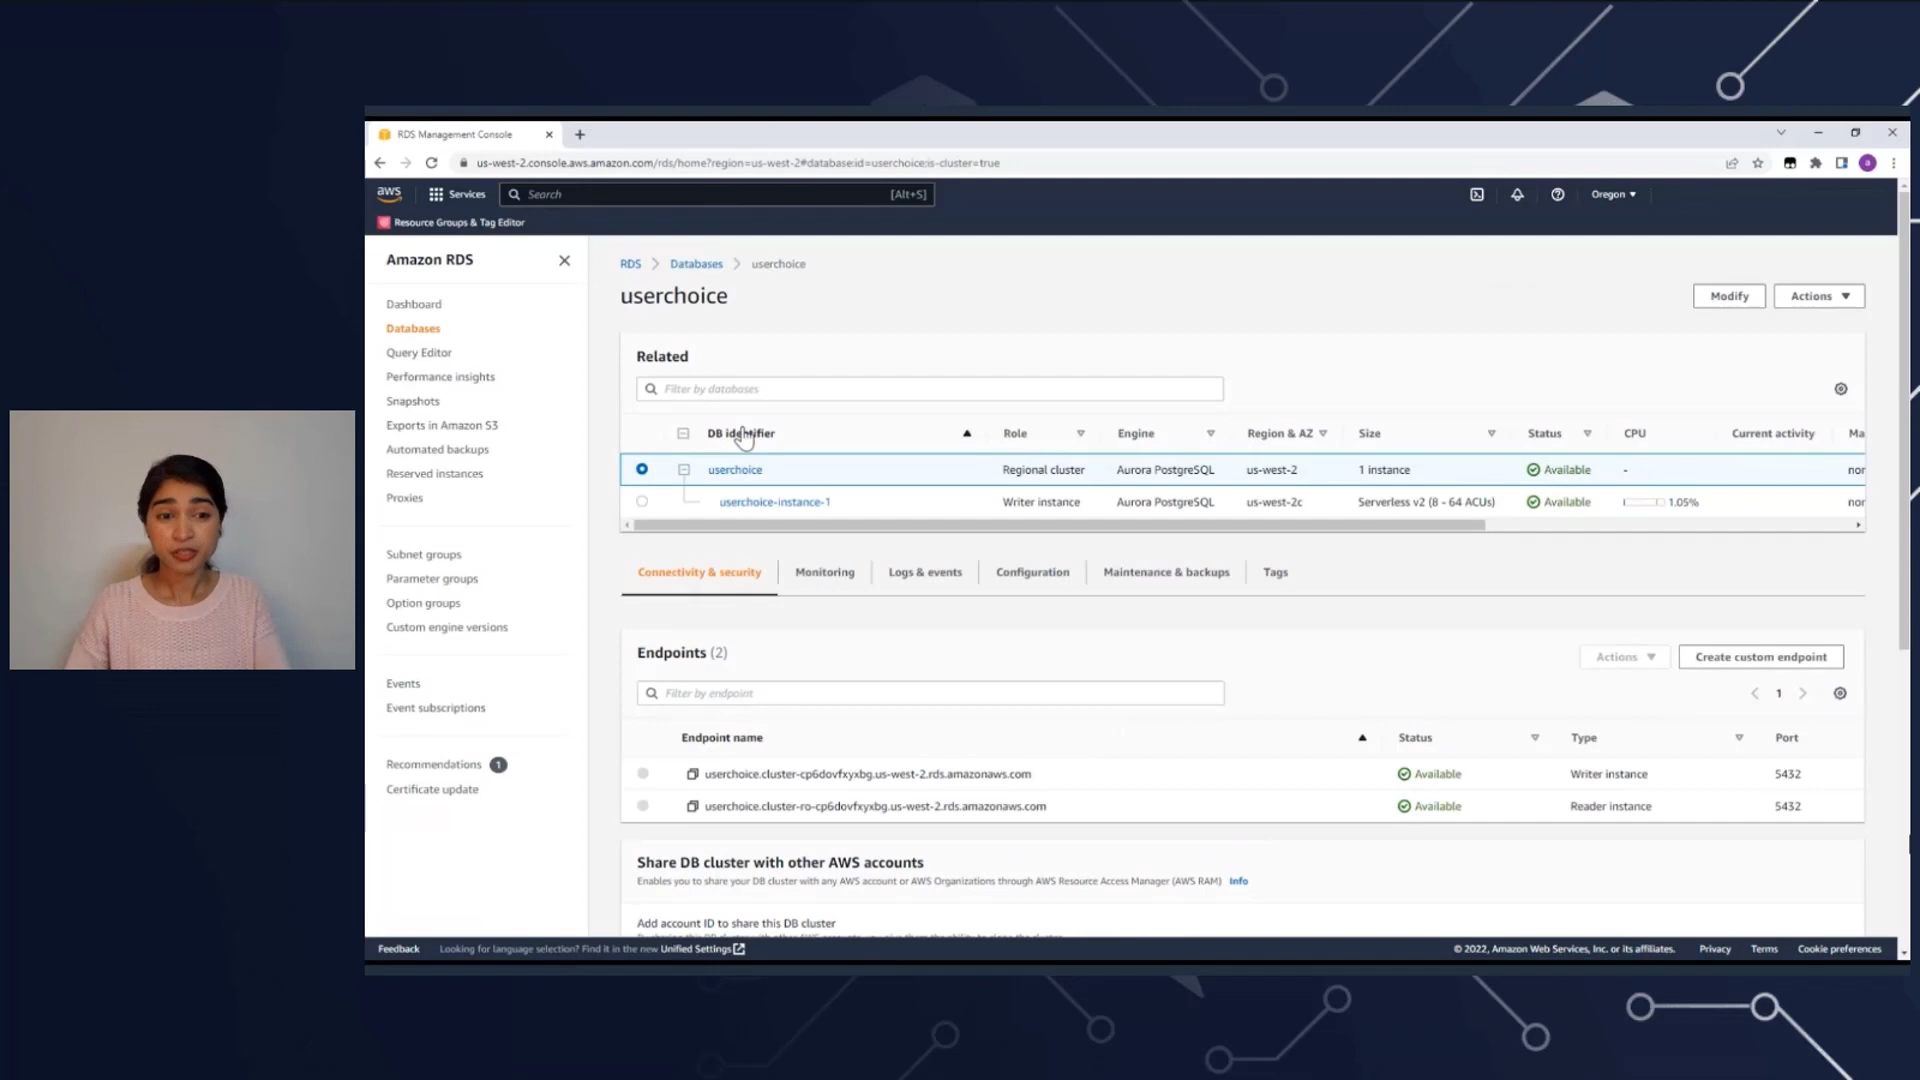 RDS Management Console
us-west-2.console.aws.amazon.com/rds/home?region=us-west-2#database:id=userchoice;is-cluster=true
a
aws
Services
Search
[Alt+S]
Oregon
Resource Groups & Tag Editor
Amazon RDS
Dashboard
Databases
Query Editor
Performance insights
Snapshots
Exports in Amazon S3
Automated backups
Reserved instances
Proxies
Subnet groups
Parameter groups
Option groups
Custom engine versions
Events
Event subscriptions
Recommendations 1
Certificate update
RDS > Databases > userchoice
userchoice
Modify
Actions
Related
Filter by databases
DB identifier Role Engine Region & AZ Size Status CPU Current activity Ma
userchoice Regional cluster Aurora PostgreSQL us-west-2 1 instance Available - nor
userchoice-instance-1 Writer instance Aurora PostgreSQL us-west-2c Serverless v2 (8 - 64 ACUs) Available 1.05% nor
Connectivity & security Monitoring Logs & events Configuration Maintenance & backups Tags
Endpoints (2)
Actions
Create custom endpoint
Filter by endpoint
1
Endpoint name Status Type Port
userchoice.cluster-cp6dovfxyxbg.us-west-2.rds.amazonaws.com Available Writer instance 5432
userchoice.cluster-ro-cp6dovfxyxbg.us-west-2.rds.amazonaws.com Available Reader instance 5432
Share DB cluster with other AWS accounts
Enables you to share your DB cluster with any AWS account or AWS Organizations through AWS Resource Access Manager (AWS RAM) Info
Add account ID to share this DB cluster
Feedback Looking for language selection? Find it in the new Unified Settings
© 2022, Amazon Web Services, Inc. or its affiliates. Privacy Terms Cookie preferences